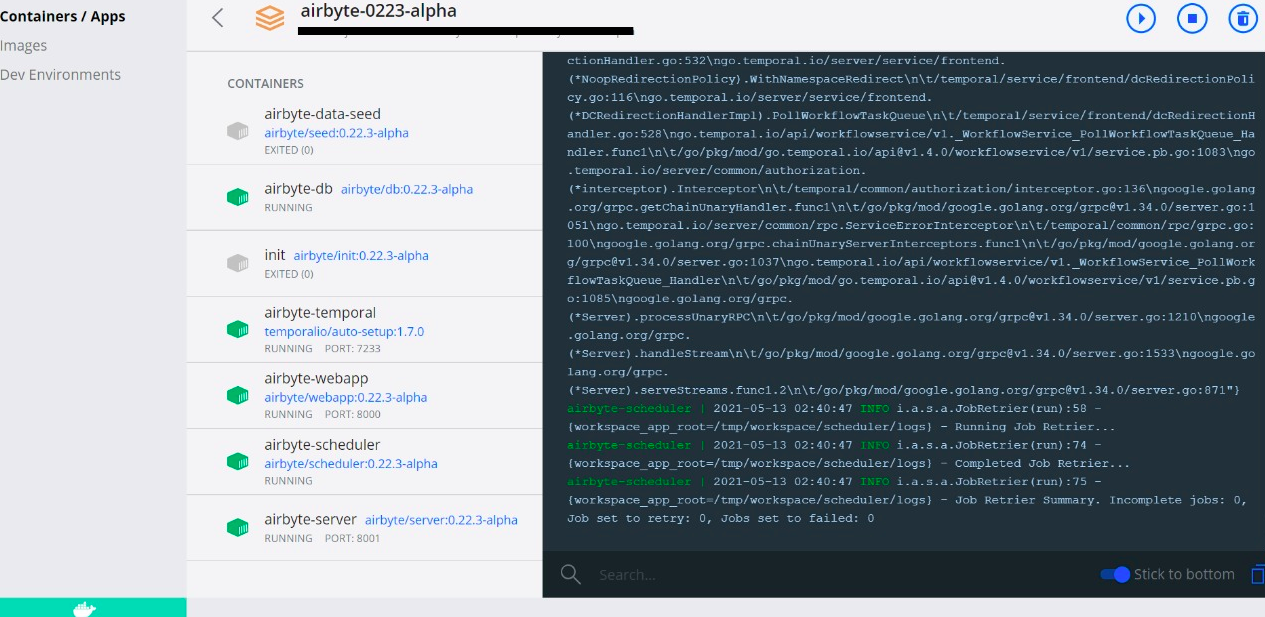 Containers / Apps
Images
Dev Environments
airbyte-0223-alpha
CONTAINERS
airbyte-data-seed
airbyte/seed:0.22.3-alpha
EXITED (0)
airbyte-db airbyte/db:0.22.3-alpha
RUNNING
init airbyte/init:0.22.3-alpha
EXITED (0)
airbyte-temporal
temporalio/auto-setup:1.7.0
RUNNING PORT: 7233
airbyte-webapp
airbyte/webapp:0.22.3-alpha
RUNNING PORT: 8000
airbyte-scheduler
airbyte/scheduler:0.22.3-alpha
RUNNING
airbyte-server airbyte/server:0.22.3-alpha
RUNNING PORT: 8001
ctionHandler.go:532\ngo.temporal.io/server/service/frontend.
(*NoopRedirectionPolicy).WithNamespaceRedirect\n\t/temporal/service/frontend/dcRedirectionPoli
cy.go:116\ngo.temporal.io/server/service/frontend.
(*DCRedirectionHandlerImpl).PollWorkflowTaskQueue\n\t/temporal/service/frontend/dcRedirectionH
andler.go:528\ngo.temporal.io/api/workflowservice/v1._WorkflowService_PollWorkflowTaskQueue_Ha
ndler.func1\n\t/go/pkg/mod/go.temporal.io/api@v1.4.0/workflowservice/v1/service.pb.go:1083\ngo
.temporal.io/server/common/authorization.
(*interceptor).Interceptor\n\t/temporal/common/authorization/interceptor.go:136\ngoogle.golang
.org/grpc.getChainUnaryHandler.func1\n\t/go/pkg/mod/google.golang.org/grpc@v1.34.0/server.go:1
051\ngo.temporal.io/server/common/rpc.ServiceErrorInterceptor\n\t/temporal/common/rpc/grpc.go:
100\ngoogle.golang.org/grpc.chainUnaryServerInterceptors.func1\n\t/go/pkg/mod/google.golang.or
g/grpc@v1.34.0/server.go:1037\ngo.temporal.io/api/workflowservice/v1._WorkflowService_PollWork
flowTaskQueue_Handler\n\t/go/pkg/mod/go.temporal.io/api@v1.4.0/workflowservice/v1/service.pb.g
o:1085\ngoogle.golang.org/grpc.
(*Server).processUnaryRPC\n\t/go/pkg/mod/google.golang.org/grpc@v1.34.0/server.go:1210\ngoogle
.golang.org/grpc.
(*Server).handleStream\n\t/go/pkg/mod/google.golang.org/grpc@v1.34.0/server.go:1533\ngoogle.go
lang.org/grpc.
(*Server).serveStreams.func1.2\n\t/go/pkg/mod/google.golang.org/grpc@v1.34.0/server.go:871"}
airbyte-scheduler | 2021-05-13 02:40:47 INFO i.a.s.a.JobRetrier(run):58 -
{workspace_app_root=/tmp/workspace/scheduler/logs} - Running Job Retrier...
airbyte-scheduler | 2021-05-13 02:40:47 INFO i.a.s.a.JobRetrier(run):74 -
{workspace_app_root=/tmp/workspace/scheduler/logs} - Completed Job Retrier...
airbyte-scheduler | 2021-05-13 02:40:47 INFO i.a.s.a.JobRetrier(run):75 -
{workspace_app_root=/tmp/workspace/scheduler/logs} - Job Retrier Summary. Incomplete jobs: 0,
Job set to retry: 0, Jobs set to failed: 0
Search...
Stick to bottom